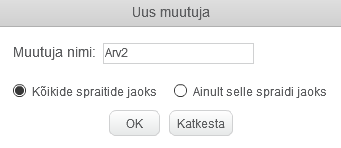 Uus muutuja
Muutuja nimi: Arv2
Kõikide spraitide jaoks Ainult selle spraidi jaoks
OK Katkesta